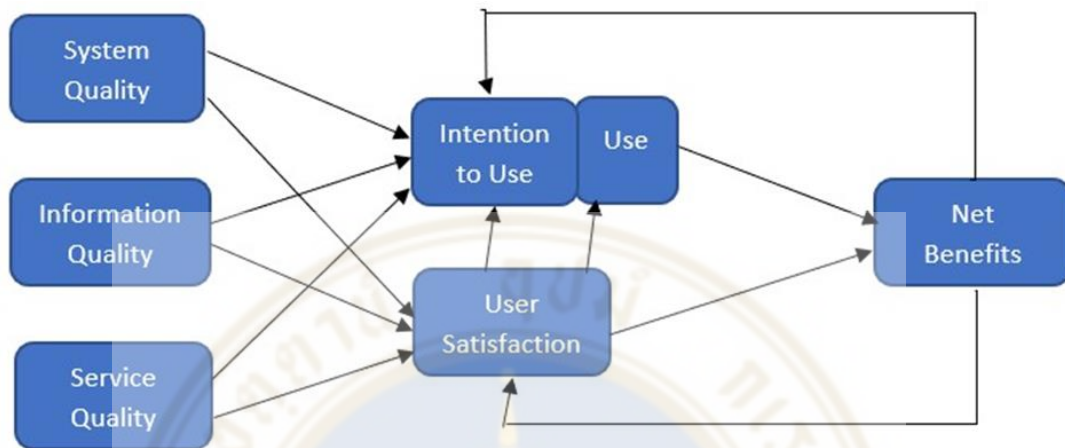 System
Quality
Intention
to Use
Use
Information
Quality
Net
Benefits
User
Satisfaction
Service
Quality